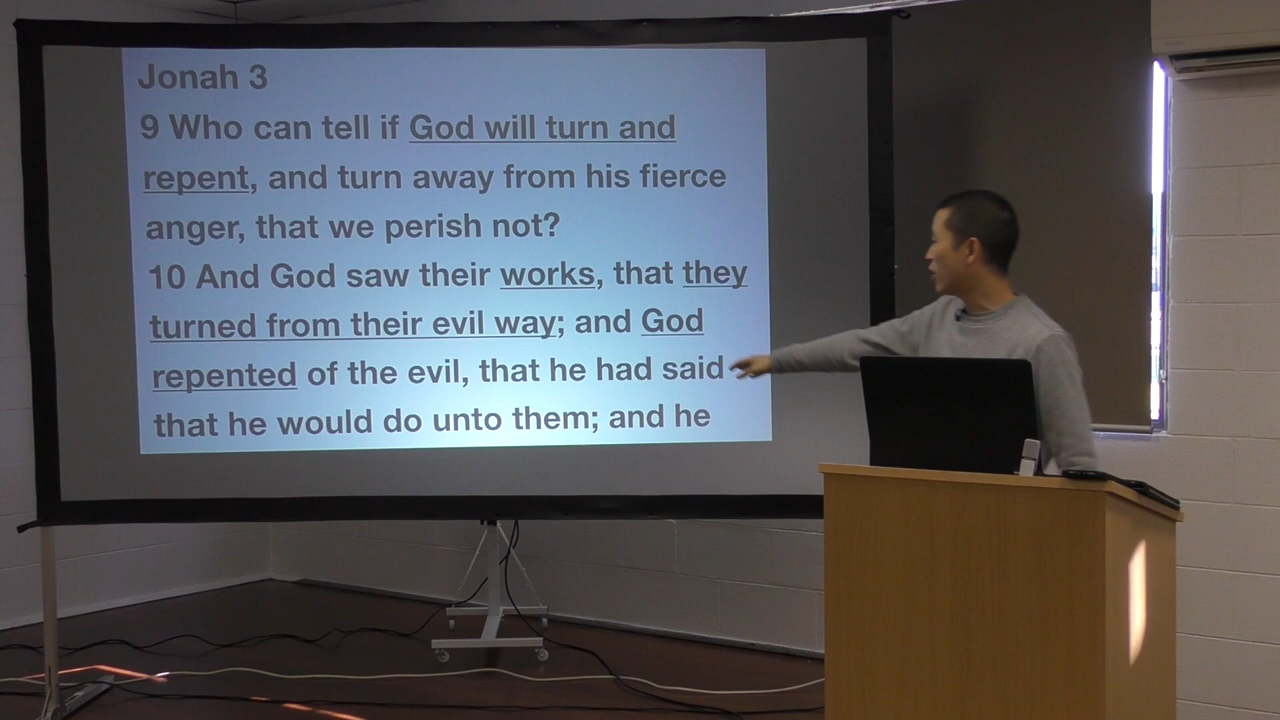 Jonah 3
9 Who can tell if God will turn and
repent, and turn away from his fierce
anger, that we perish not?
10 And God saw their works, that they
turned from their evil way; and God
repented of the evil, that he had said
that he would do unto them; and he